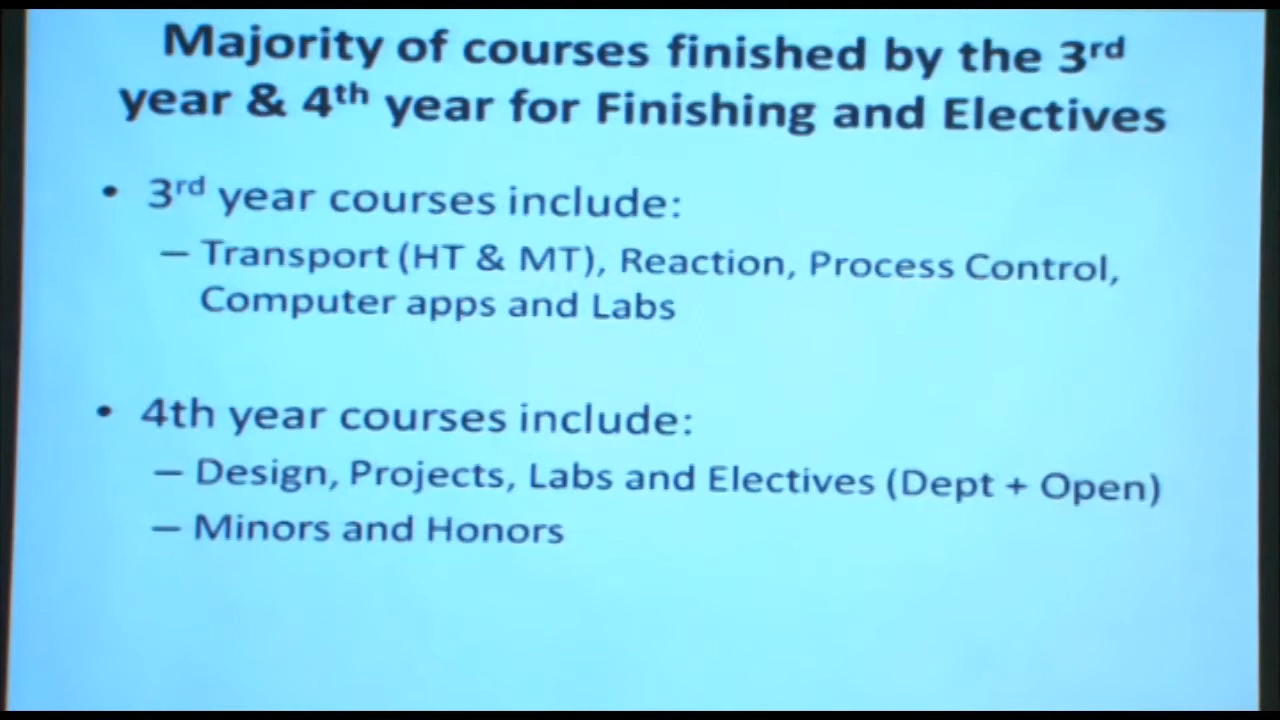 Majority of courses finished by the 3rd
year & 4th year for Finishing and Electives
• 3rd year courses include:
– Transport (HT & MT), Reaction, Process Control,
Computer apps and Labs
• 4th year courses include:
– Design, Projects, Labs and Electives (Dept + Open)
– Minors and Honors